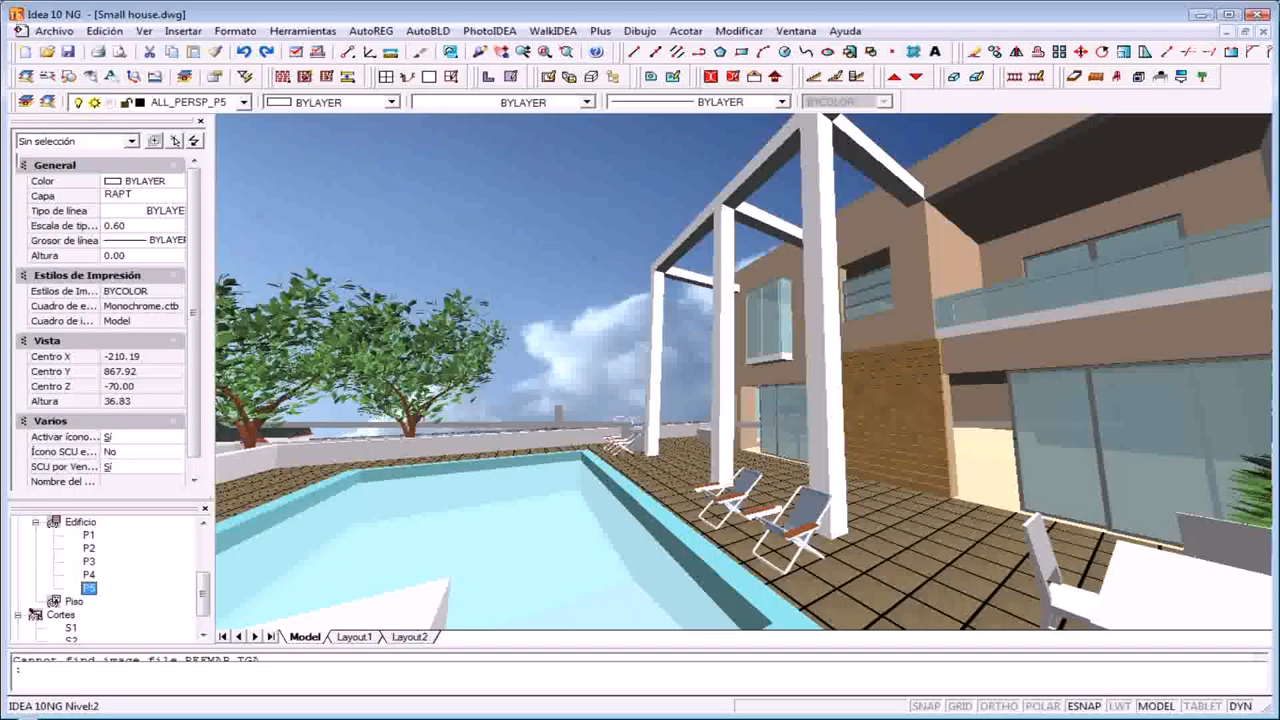 Idea 10 NG - [Small house.dwg]
Archivo Edición Ver Insertar Formato Herramientas AutoREG AutoBLD PhotoIDEA WalkIDEA Plus Dibujo Acotar Modificar Ventana Ayuda
ALL_PERSP_P5 BYLAYER BYLAYER BYLAYER BYCOLOR
Sin selección
General
Color BYLAYER
Capa RAPT
Tipo de línea BYLAYE
Escala de tip... 0.60
Grosor de línea BYLAYER
Altura 0.00
Estilos de Impresión
Estilos de Im... BYCOLOR
Cuadro de e... Monochrome.ctb
Cuadro de i... Model
Vista
Centro X -210.19
Centro Y 867.92
Centro Z -70.00
Altura 36.83
Varios
Activar ícono... Sí
Ícono SCU e... No
SCU por Ven... Sí
Nombre del ...
Edificio
P1
P2
P3
P4
P5
Piso
Cortes
S1
S2
Model Layout1 Layout2
Cannot find image file
:
IDEA 10NG Nivel:2
SNAP GRID ORTHO POLAR ESNAP LWT MODEL TABLET DYN